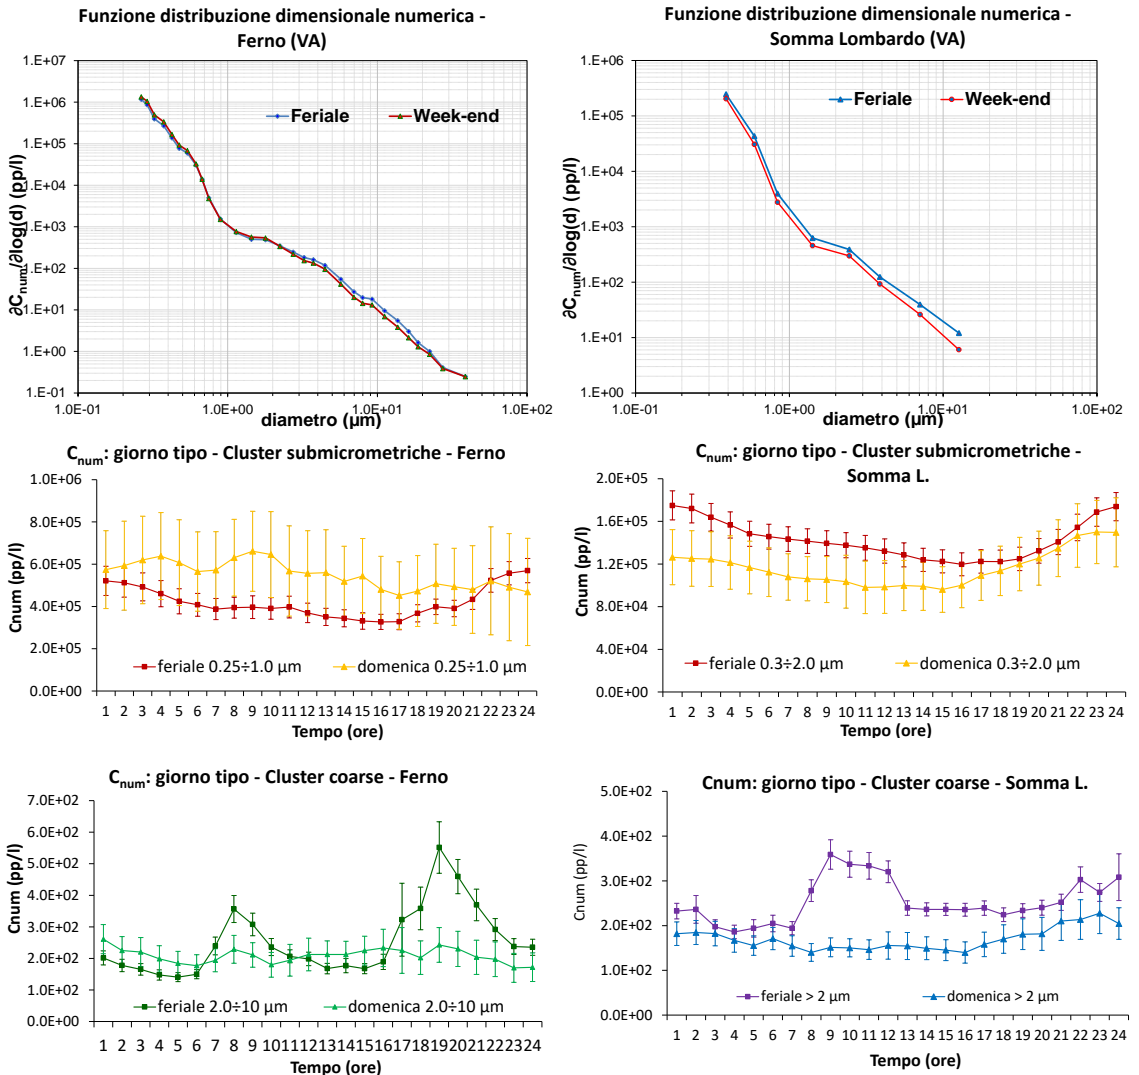 Funzione distribuzione dimensionale numerica -
Ferno (VA)
1.E+07
1.E+06
1.E+05
1.E+04
1.E+03
1.E+02
1.E+01
1.E+00
1.E-01
∂Cnum/∂log(d) (pp/l)
Feriale
Week-end
1.0E-01
1.0E+00
1.0E+01
1.0E+02
diametro (µm)
Funzione distribuzione dimensionale numerica -
Somma Lombardo (VA)
1.E+06
1.E+05
1.E+04
1.E+03
1.E+02
1.E+01
1.E+00
∂Cnum/∂log(d) (pp/l)
Feriale
Week-end
1.0E-01
1.0E+00
1.0E+01
1.0E+02
diametro (µm)
Cnum: giorno tipo - Cluster submicrometriche - Ferno
1.0E+06
8.0E+05
6.0E+05
4.0E+05
2.0E+05
0.0E+00
Cnum (pp/l)
feriale 0.25÷1.0 µm
domenica 0.25÷1.0 µm
1 2 3 4 5 6 7 8 9 10 11 12 13 14 15 16 17 18 19 20 21 22 23 24
Tempo (ore)
Cnum: giorno tipo - Cluster submicrometriche -
Somma L.
2.0E+05
1.6E+05
1.2E+05
8.0E+04
4.0E+04
0.0E+00
Cnum (pp/l)
feriale 0.3÷2.0 µm
domenica 0.3÷2.0 µm
1 2 3 4 5 6 7 8 9 10 11 12 13 14 15 16 17 18 19 20 21 22 23 24
Tempo (ore)
Cnum: giorno tipo - Cluster coarse - Ferno
7.0E+02
6.0E+02
5.0E+02
4.0E+02
3.0E+02
2.0E+02
1.0E+02
0.0E+00
Cnum (pp/l)
feriale 2.0÷10 µm
domenica 2.0÷10 µm
1 2 3 4 5 6 7 8 9 10 11 12 13 14 15 16 17 18 19 20 21 22 23 24
Tempo (ore)
Cnum: giorno tipo - Cluster coarse - Somma L.
5.0E+02
4.0E+02
3.0E+02
2.0E+02
1.0E+02
0.0E+00
Cnum (pp/l)
feriale > 2 µm
domenica > 2 µm
1 2 3 4 5 6 7 8 9 10 11 12 13 14 15 16 17 18 19 20 21 22 23 24
Tempo (ore)